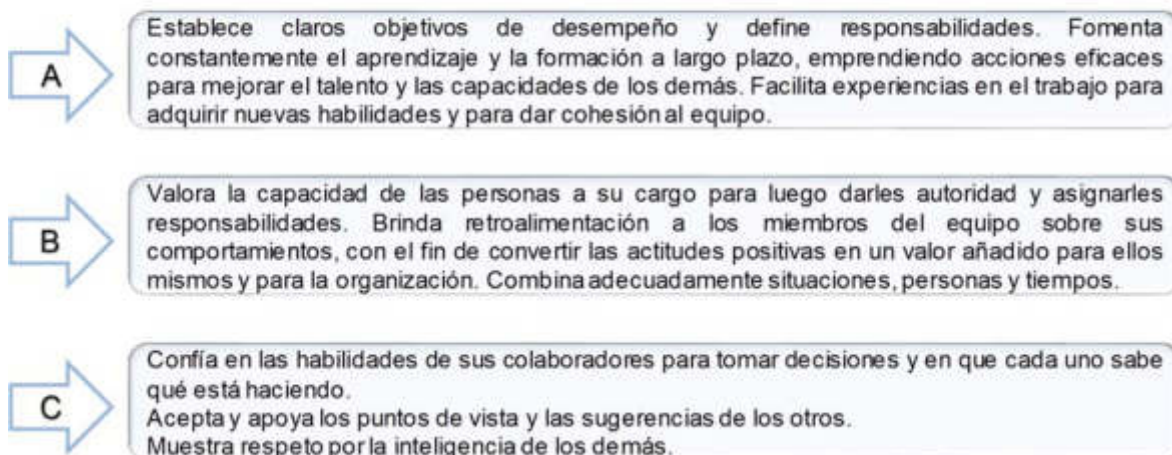 Establece claros objetivos de desempeño y define responsabilidades. Fomenta
constantemente el aprendizaje y la formación a largo plazo, emprendiendo acciones eficaces
A
para mejorar el talento y las capacidades de los demás. Facilita experiencias en el trabajo para
adquirir nuevas habilidades y para dar cohesión al equipo.
Valora la capacidad de las personas a su cargo para luego darles autoridad y asignarles
responsabilidades. Brinda retroalimentación a los miembros del equipo sobre sus
B
comportamientos, con el fin de convertir las actitudes positivas en un valor añadido para ellos
mismos y para la organización. Combina adecuadamente situaciones, personas y tiempos.
Confía en las habilidades de sus colaboradores para tomar decisiones y en que cada uno sabe
qué está haciendo.
C
Acepta y apoya los puntos de vista y las sugerencias de los otros.
Muestra respeto por la inteligencia de los demás.